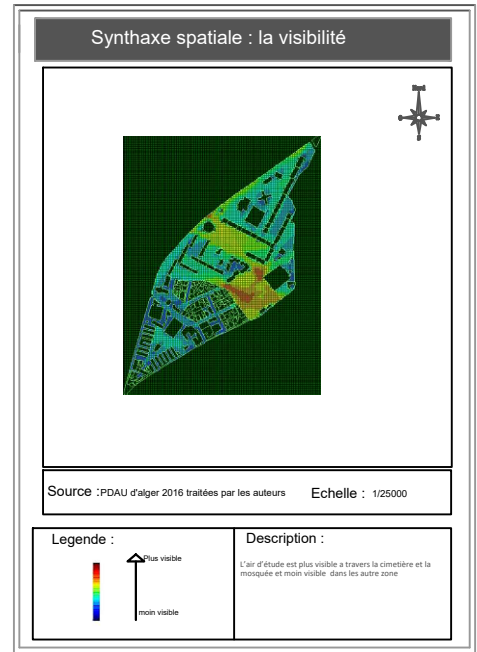 Synthaxe spatiale : la visibilité
Source :PDAU d'alger 2016 traitées par les auteurs Echelle : 1/25000
Legende :
Plus visible
moin visible
Description :
L'air d'étude est plus visible a travers la cimetière et la
mosquée et moin visible dans les autre zone